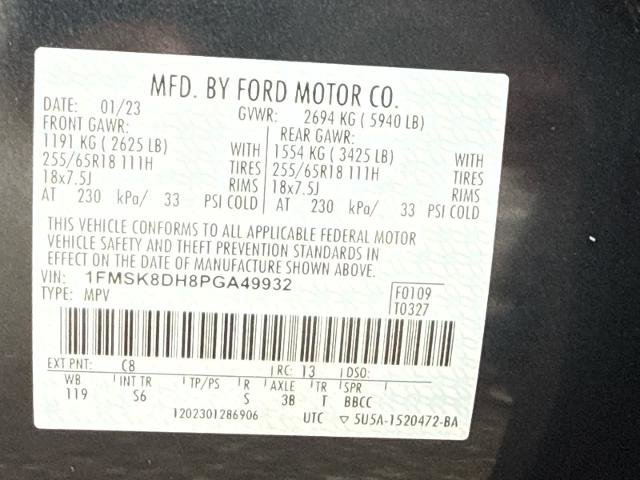 MFD. BY FORD MOTOR CO.
DATE: 01/23 GVWR: 2694 KG ( 5940 LB)
FRONT GAWR: REAR GAWR:
1191 KG ( 2625 LB) WITH 1554 KG ( 3425 LB) WITH
255/65R18 111H TIRES 255/65R18 111H TIRES
18x7.5J RIMS 18x7.5J RIMS
AT 230 kPa/ 33 PSI COLD AT 230 kPa/ 33 PSI COLD
THIS VEHICLE CONFORMS TO ALL APPLICABLE FEDERAL MOTOR
VEHICLE SAFETY AND THEFT PREVENTION STANDARDS IN
EFFECT ON THE DATE OF MANUFACTURE SHOWN ABOVE.
VIN: 1FMSK8DH8PGA49932 F0109
TYPE: MPV T0327
EXT PNT: C8 RC: 13 DSO:
WB INT TR TP/PS R AXLE TR SPR
119 S6 S 3B T BBCC
1202301286906 UTC ▽ 5U5A-1520472-BA